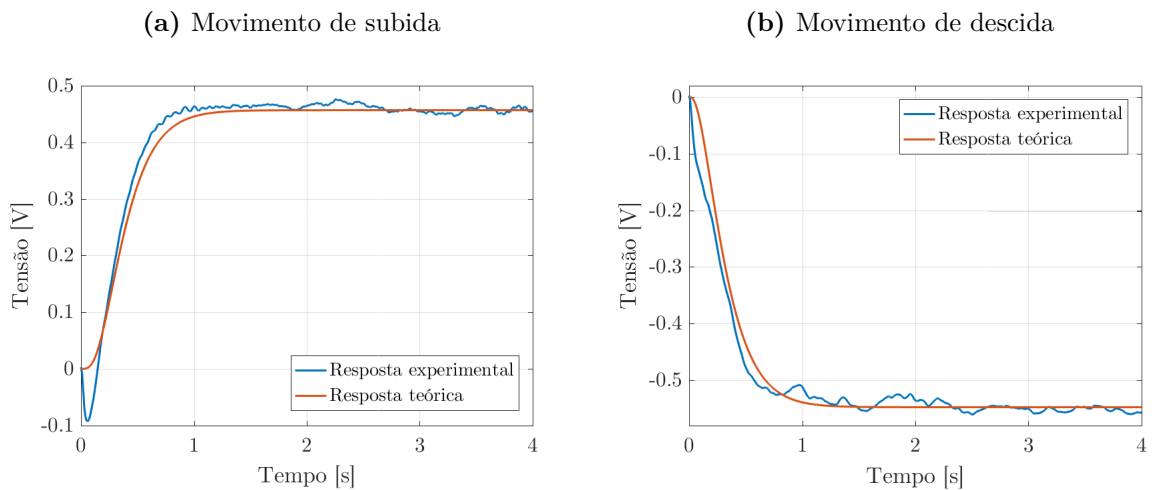 (a) Movimento de subida
0.5
0.4
0.3
0.2
0.1
0
-0.1
Tensão [V]
Resposta experimental
Resposta teórica
0 1 2 3 4
Tempo [s]
(b) Movimento de descida
0
-0.1
-0.2
-0.3
-0.4
-0.5
Tensão [V]
Resposta experimental
Resposta teórica
0 1 2 3 4
Tempo [s]